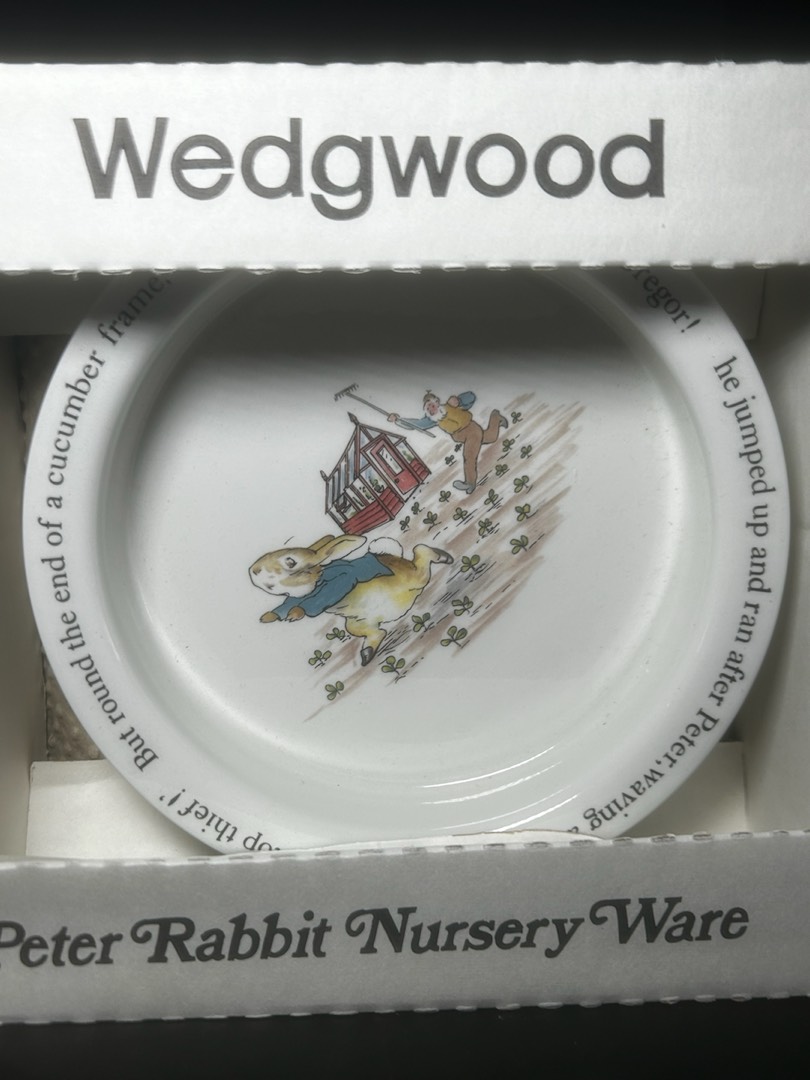 Wedgwood
But round the end of a cucumber frame,
he jumped up and ran after Peter, waving
thief!'
Peter Rabbit Nursery Ware